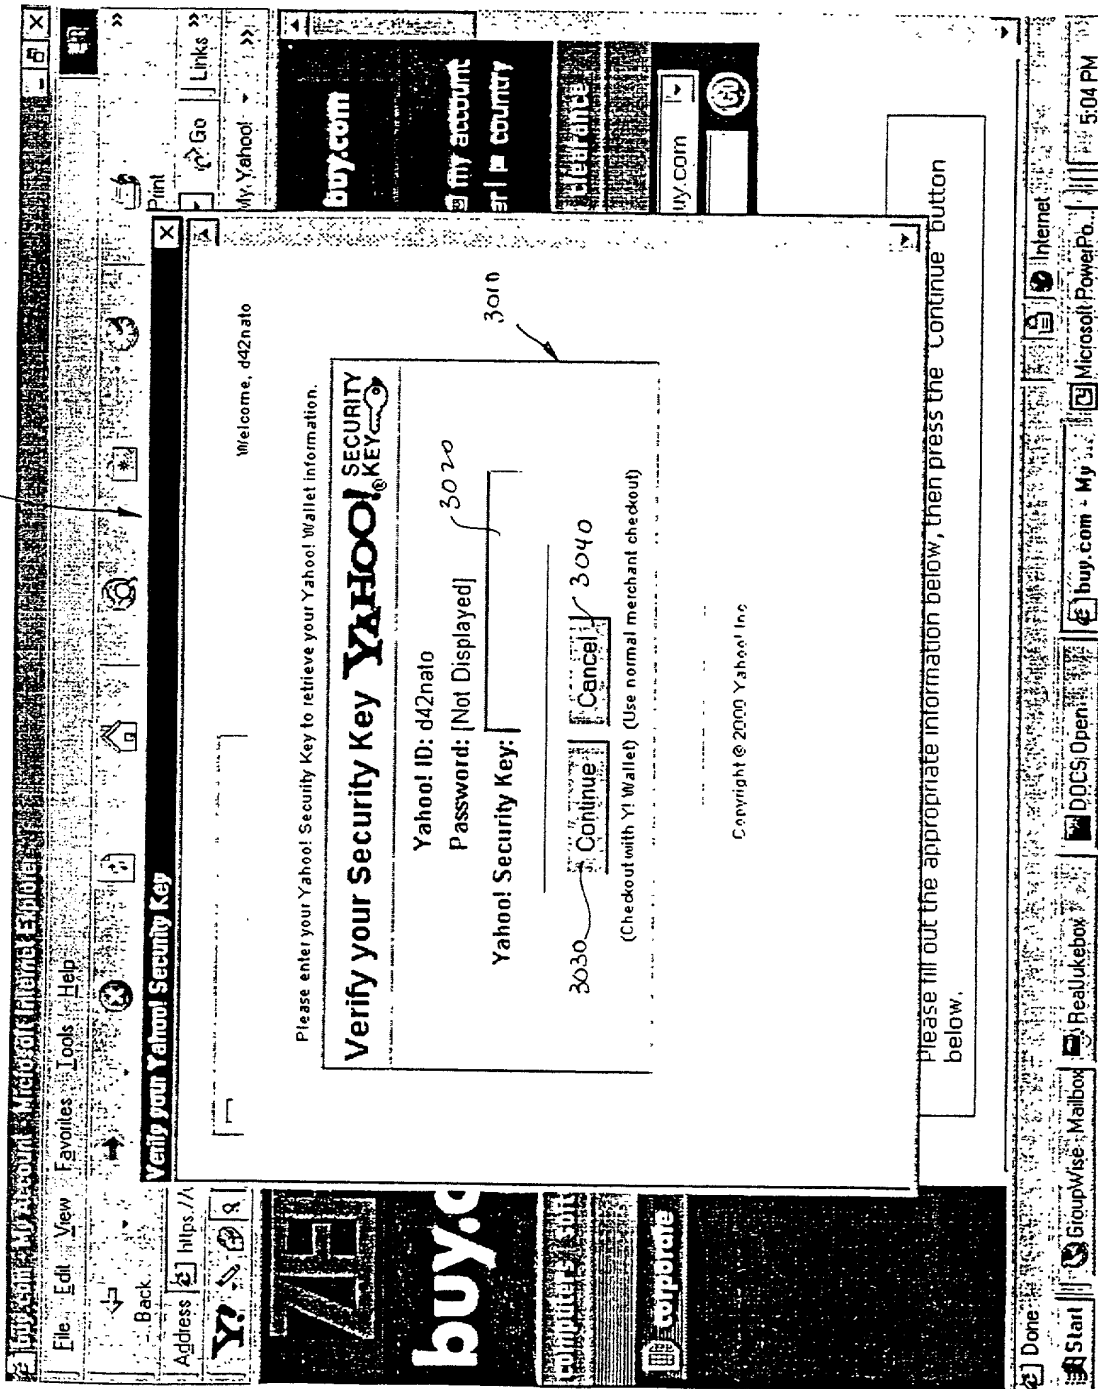 buy.com - My Account - Microsoft Internet Explorer
File Edit View Favorites Tools Help
Back
Print
Address https://
Go Links »
Y!
My Yahoo!
Verify your Yahoo! Security Key
Welcome, d42nato
Please enter your Yahoo! Security Key to retrieve your Yahoo! Wallet information.
Verify your Security Key YAHOO! SECURITY KEY
3010
Yahoo! ID: d42nato
Password: [Not Displayed]
3020
Yahoo! Security Key:
3030
Continue
Cancel
3040
(Checkout with Y! Wallet) (Use normal merchant checkout)
Copyright @ 2000 Yahoo! Inc
buy.com
my account
er | country
buy.c
clearance
uy.com
corporate
Please fill out the appropriate information below, then press the "Continue" button
below.
Done
Internet
Start
GroupWise - Mailbox
RealJukebox
DOCS Open
buy.com - My
Microsoft PowerPo...
5:04 PM